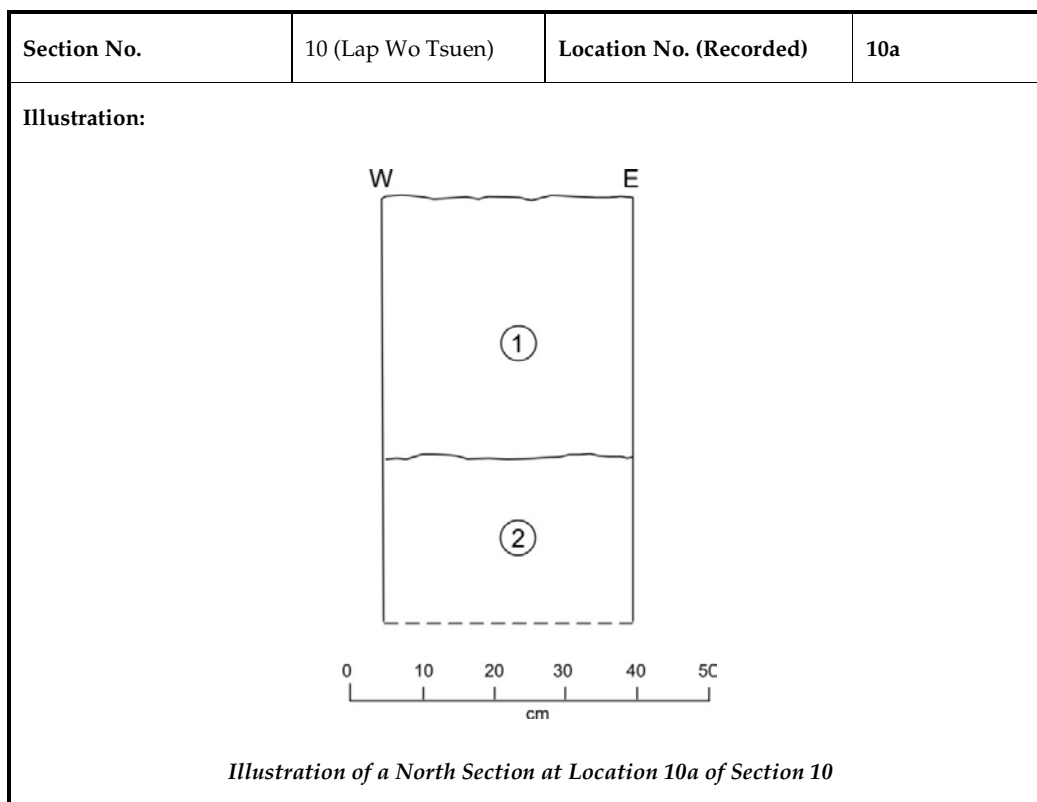 Section No. 10 (Lap Wo Tsuen) Location No. (Recorded) 10a
Illustration:
W E
①
②
0 10 20 30 40 50
cm
Illustration of a North Section at Location 10a of Section 10